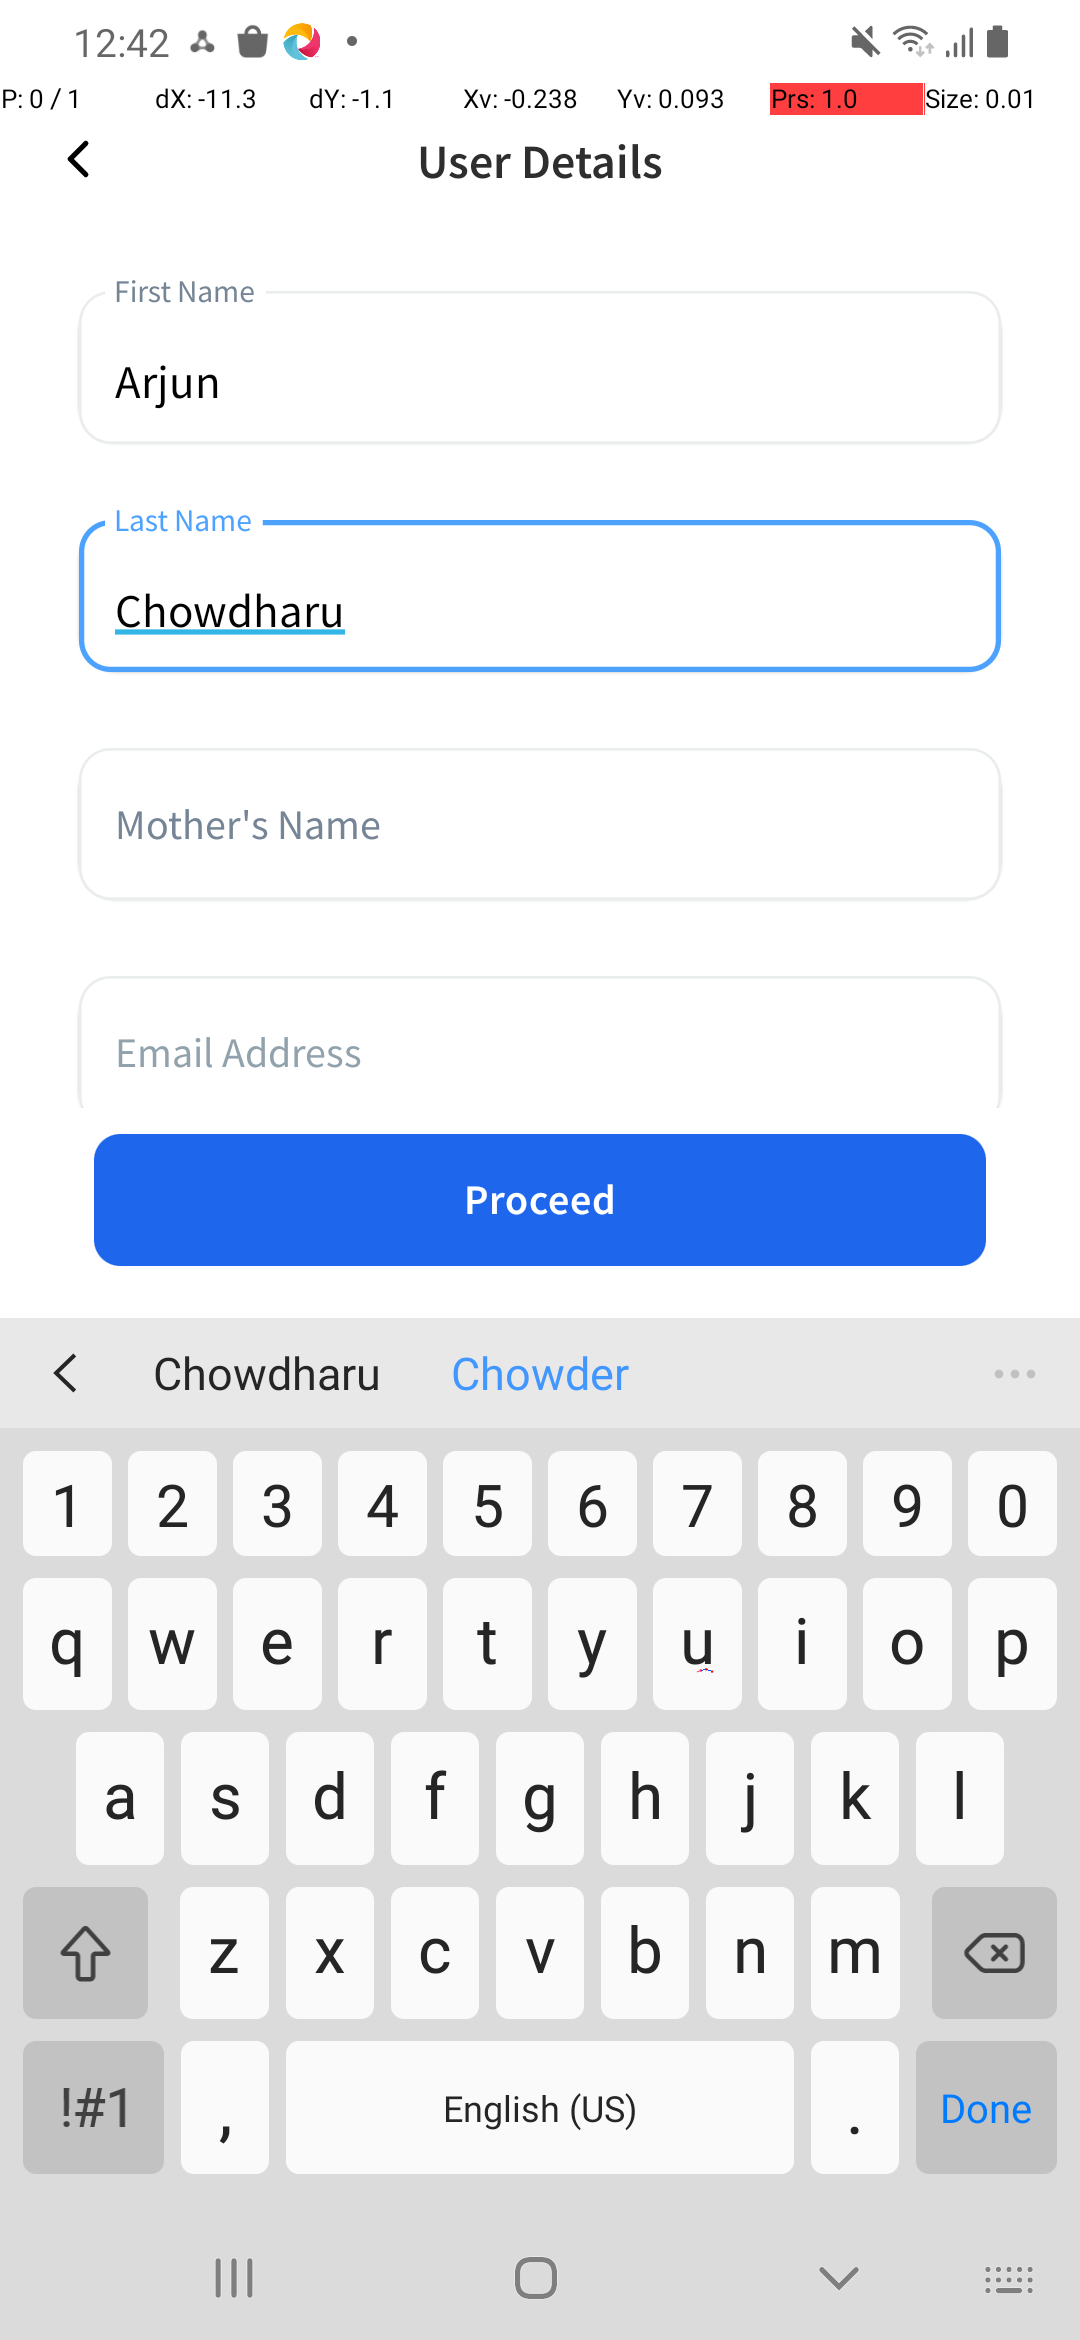 12:42
P: 0 / 1 dX: -11.3 dY: -1.1 Xv: -0.238 Yv: 0.093 Prs: 1.0 Size: 0.01
User Details
First Name
Arjun
Last Name
Chowdharu
Mother's Name
Email Address
Proceed
Chowdharu Chowder
1 2 3 4 5 6 7 8 9 0
q w e r t y u i o p
a s d f g h j k l
z x c v b n m
!#1 , English (US) . Done